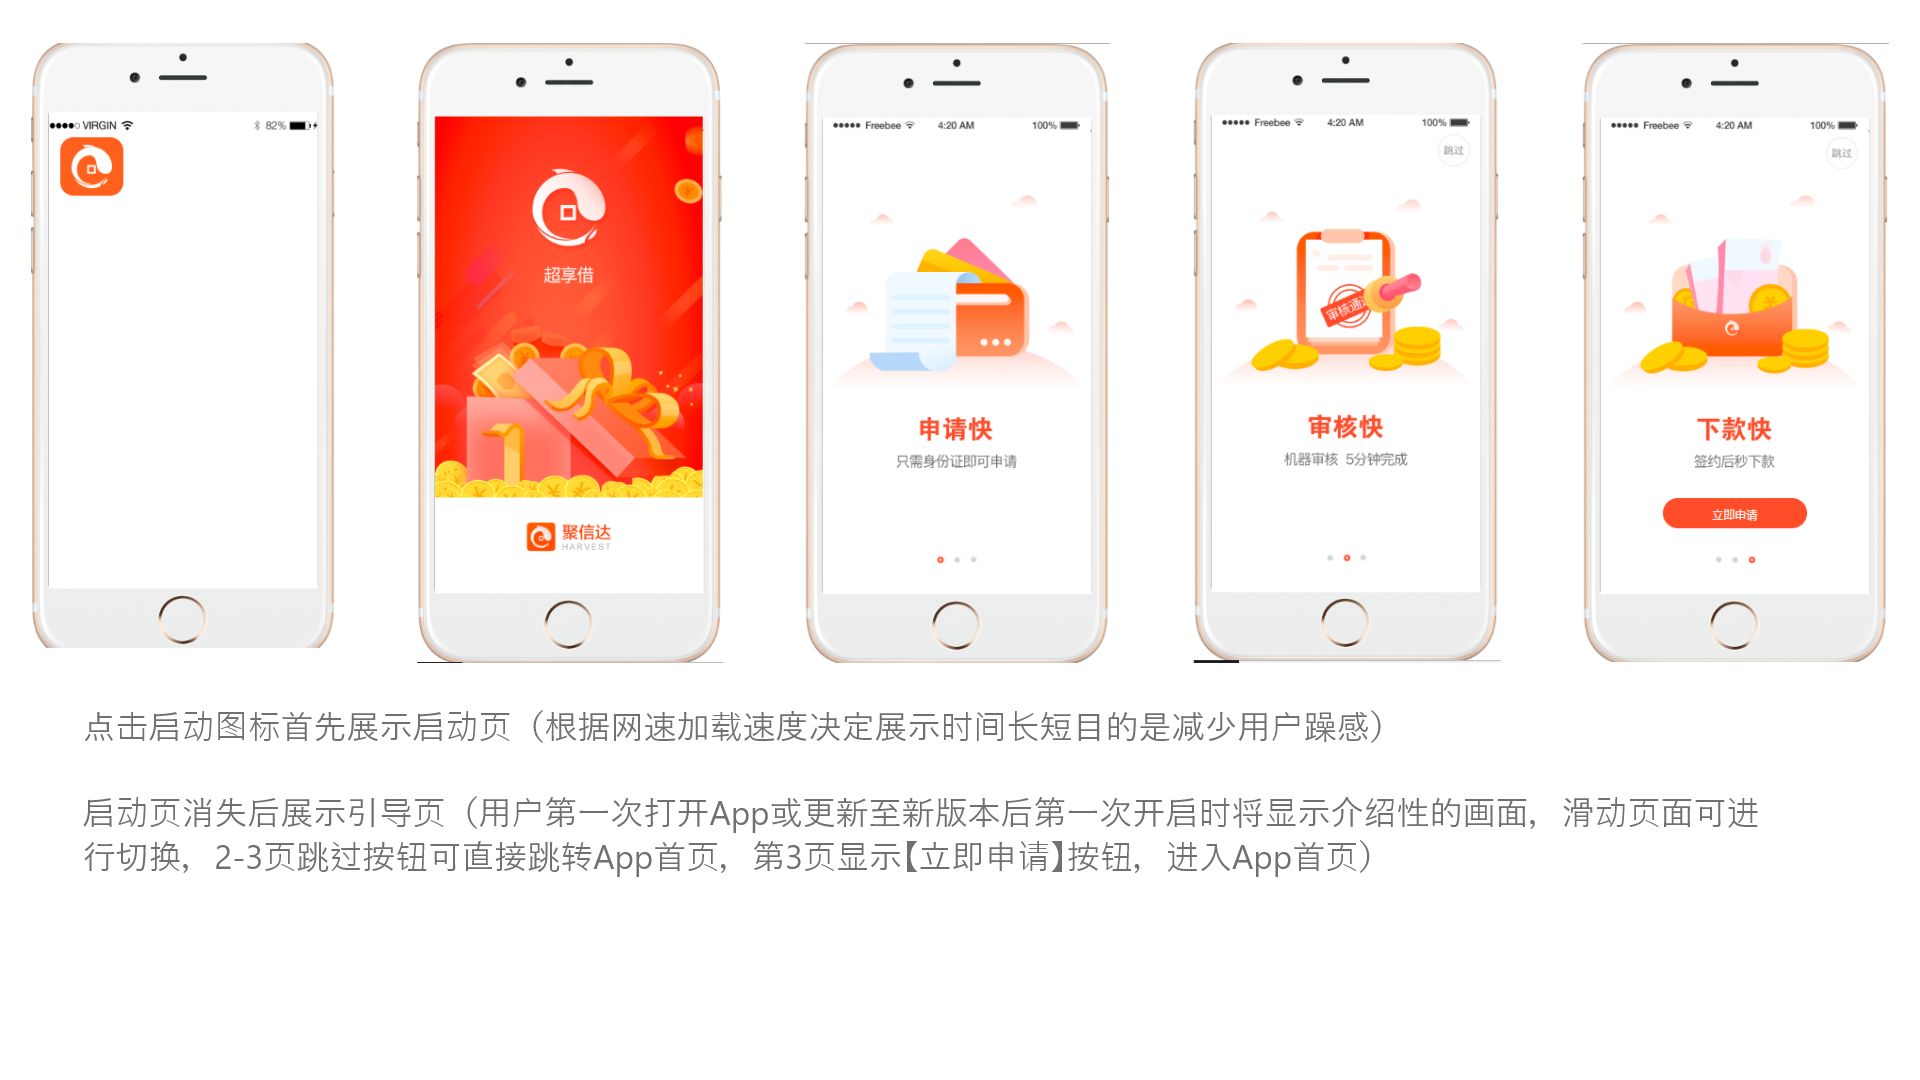 ●●●●○ VIRGIN 82%
超享借
聚信达
HARVEST
●●●●● Freebee 4:20 AM 100%
申请快
只需身份证即可申请
●●●●● Freebee 4:20 AM 100%
跳过
审核通过
审核快
机器审核 5分钟完成
●●●●● Freebee 4:20 AM 100%
跳过
下款快
签约后秒下款
立即申请
点击启动图标首先展示启动页（根据网速加载速度决定展示时间长短目的是减少用户躁感）
启动页消失后展示引导页（用户第一次打开App或更新至新版本后第一次开启时将显示介绍性的画面，滑动页面可进
行切换，2-3页跳过按钮可直接跳转App首页，第3页显示【立即申请】按钮，进入App首页）